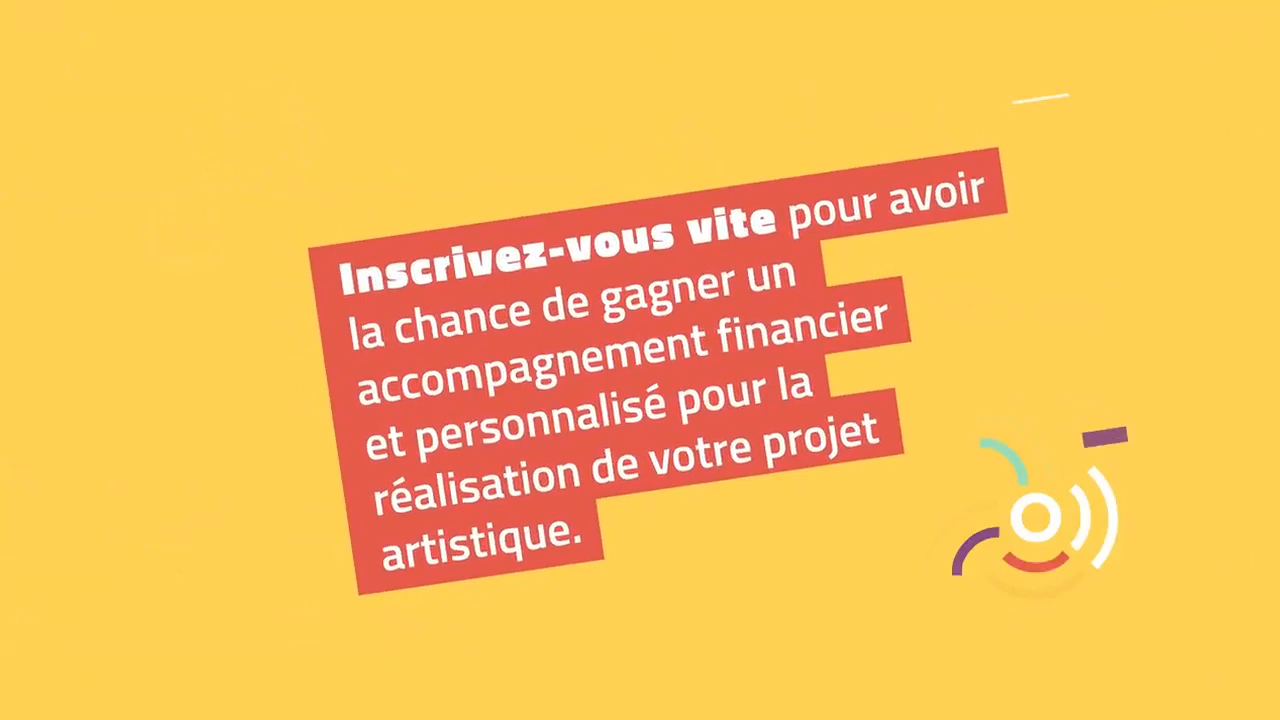 Inscrivez-vous vite pour avoir
la chance de gagner un
accompagnement financier
et personnalisé pour la
réalisation de votre projet
artistique.